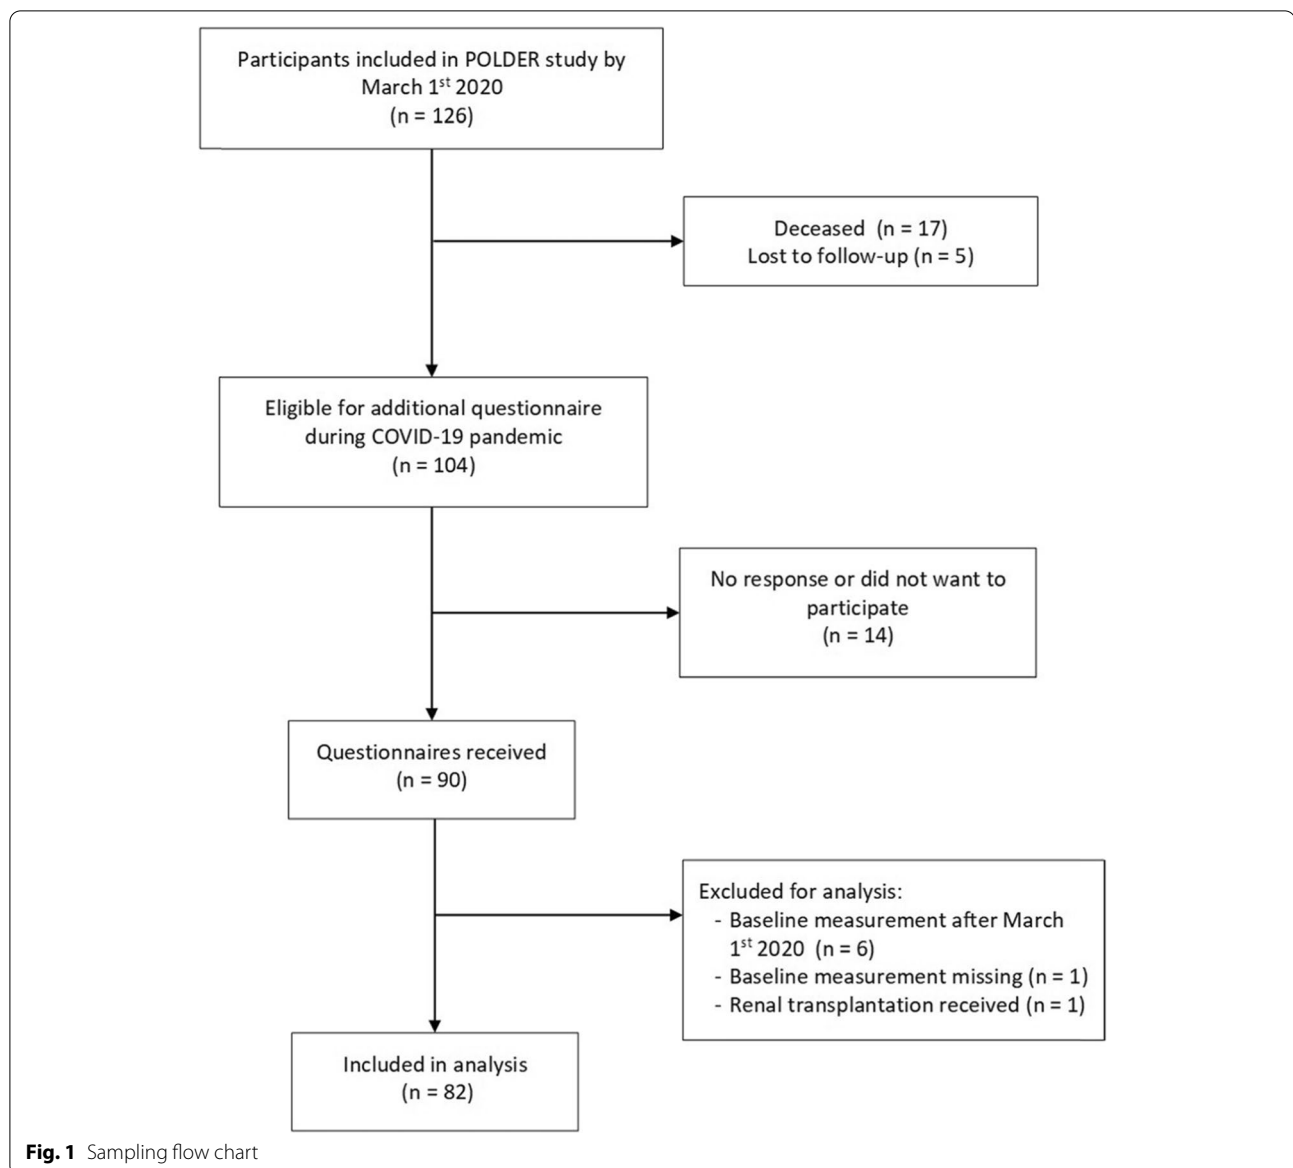 Participants included in POLDER study by
March 1st 2020
(n = 126)
Deceased (n = 17)
Lost to follow-up (n = 5)
Eligible for additional questionnaire
during COVID-19 pandemic
(n = 104)
No response or did not want to
participate
(n = 14)
Questionnaires received
(n = 90)
Excluded for analysis:
- Baseline measurement after March
1st 2020 (n = 6)
- Baseline measurement missing (n = 1)
- Renal transplantation received (n = 1)
Included in analysis
(n = 82)
Fig. 1 Sampling flow chart